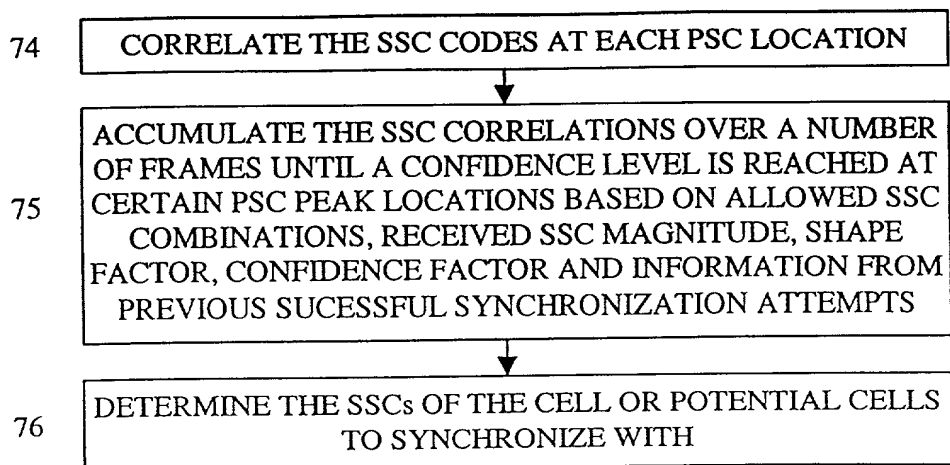 74 CORRELATE THE SSC CODES AT EACH PSC LOCATION
ACCUMULATE THE SSC CORRELATIONS OVER A NUMBER
OF FRAMES UNTIL A CONFIDENCE LEVEL IS REACHED AT
75 CERTAIN PSC PEAK LOCATIONS BASED ON ALLOWED SSC
COMBINATIONS, RECEIVED SSC MAGNITUDE, SHAPE
FACTOR, CONFIDENCE FACTOR AND INFORMATION FROM
PREVIOUS SUCESSFUL SYNCHRONIZATION ATTEMPTS
76 DETERMINE THE SSCs OF THE CELL OR POTENTIAL CELLS
TO SYNCHRONIZE WITH